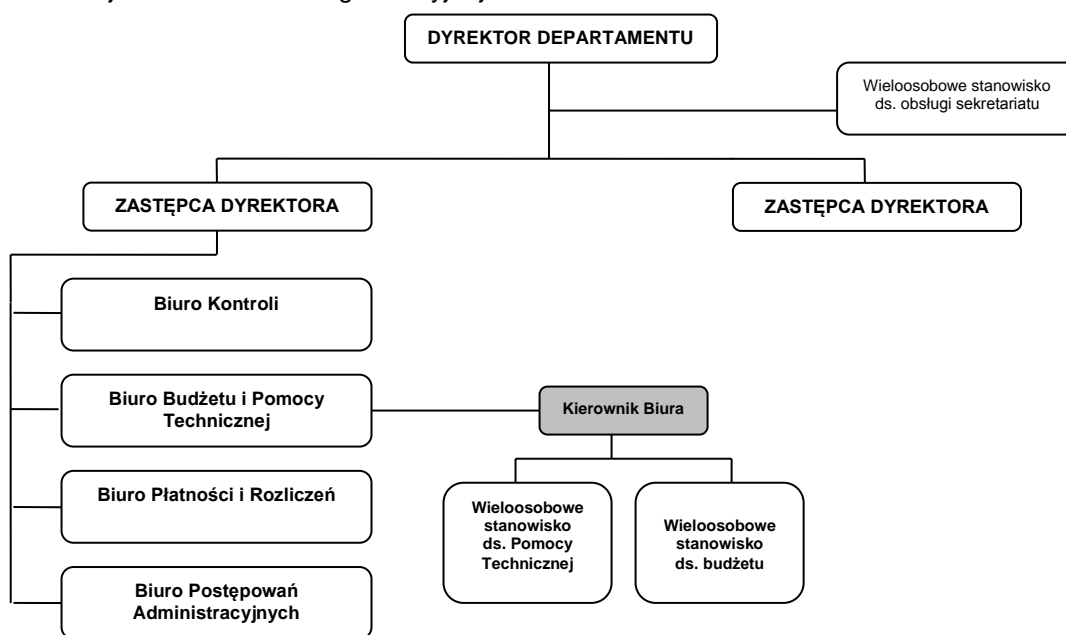 DYREKTOR DEPARTAMENTU
Wieloosobowe stanowisko
ds. obsługi sekretariatu
ZASTĘPCA DYREKTORA
ZASTĘPCA DYREKTORA
Biuro Kontroli
Biuro Budżetu i Pomocy
Technicznej
Kierownik Biura
Biuro Płatności i Rozliczeń
Wieloosobowe
stanowisko
ds. Pomocy
Technicznej
Wieloosobowe
stanowisko
ds. budżetu
Biuro Postępowań
Administracyjnych